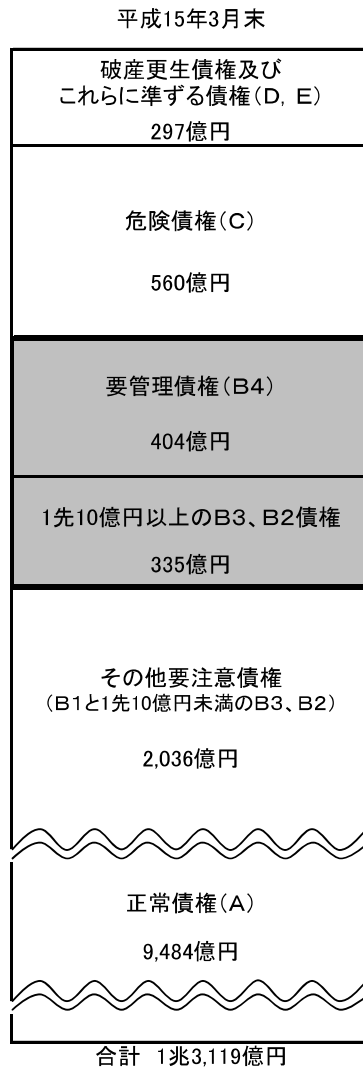 平成15年3月末
破産更生債権及び
これらに準ずる債権(D，E)
297億円
危険債権(C)
560億円
要管理債権(B4)
404億円
1先10億円以上のB3、B2債権
335億円
その他要注意債権
(B1と1先10億円未満のB3、B2)
2,036億円
正常債権(A)
9,484億円
合計 1兆3,119億円